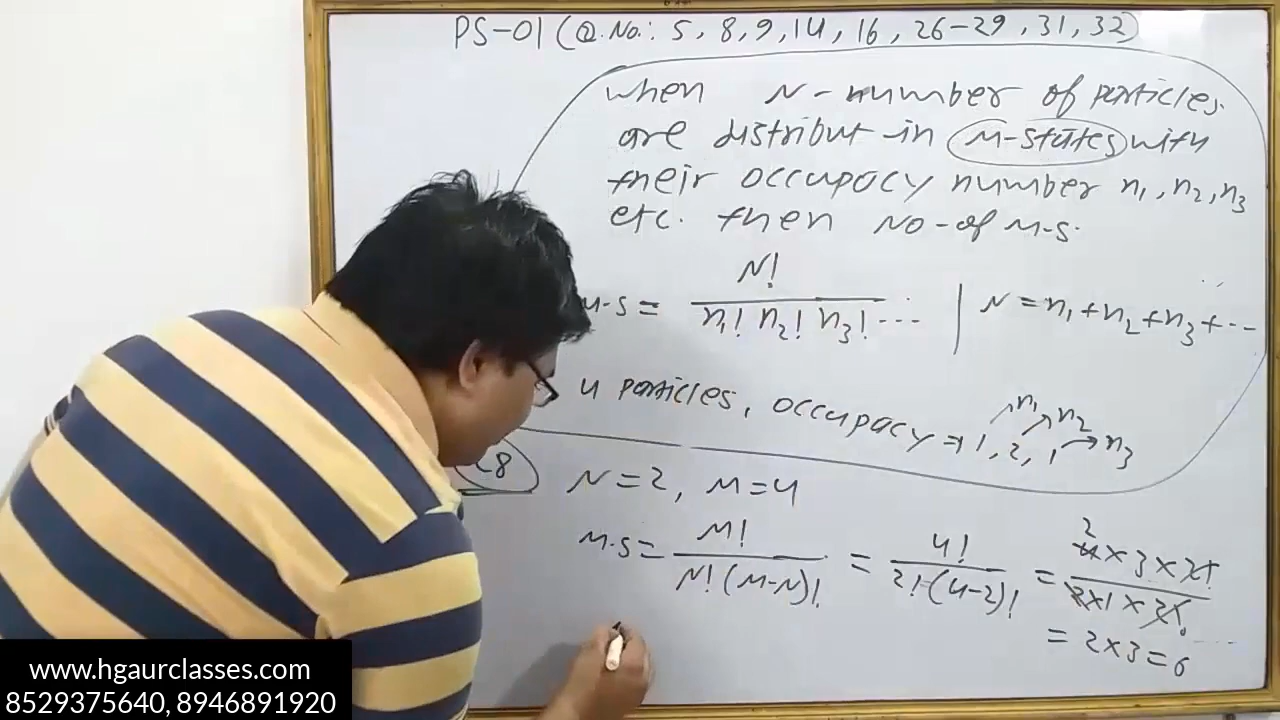 PS-01 (Q.No.: 5, 8, 9, 14, 16, 26-29, 31, 32)
when N-number of particles
are distribut in M-states with
their occupacy number n₁, n₂, n₃
etc. then No-of M-s.
M-s = N! / n₁! n₂! n₃! ... | N = n₁+n₂+n₃+...
4 particles, occupacy → 1, 2, 1 n₁ n₂ n₃
N=2, M=4
M-s = M! / N!(M-N)! = 4! / 2!(4-2)! = 4×3×2! / 2×1×2! 2
= 2×3=6
www.hgaurclasses.com
8529375640, 8946891920